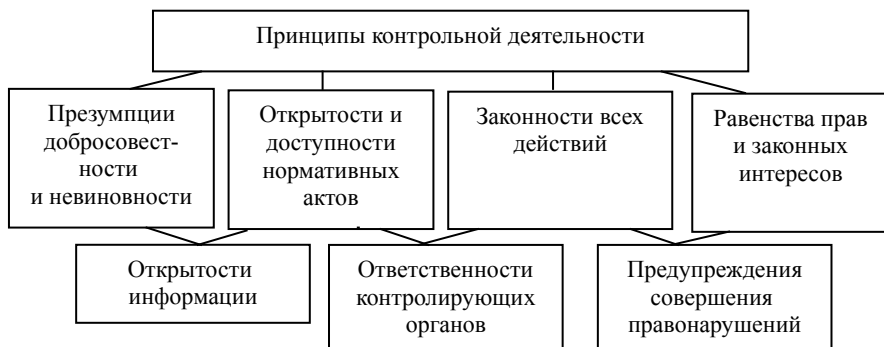 Принципы контрольной деятельности
Презумпции
добросовест-
ности
и невиновности
Открытости и
доступности
нормативных
актов
Законности всех
действий
Равенства прав
и законных
интересов
Открытости
информации
Ответственности
контролирующих
органов
Предупреждения
совершения
правонарушений